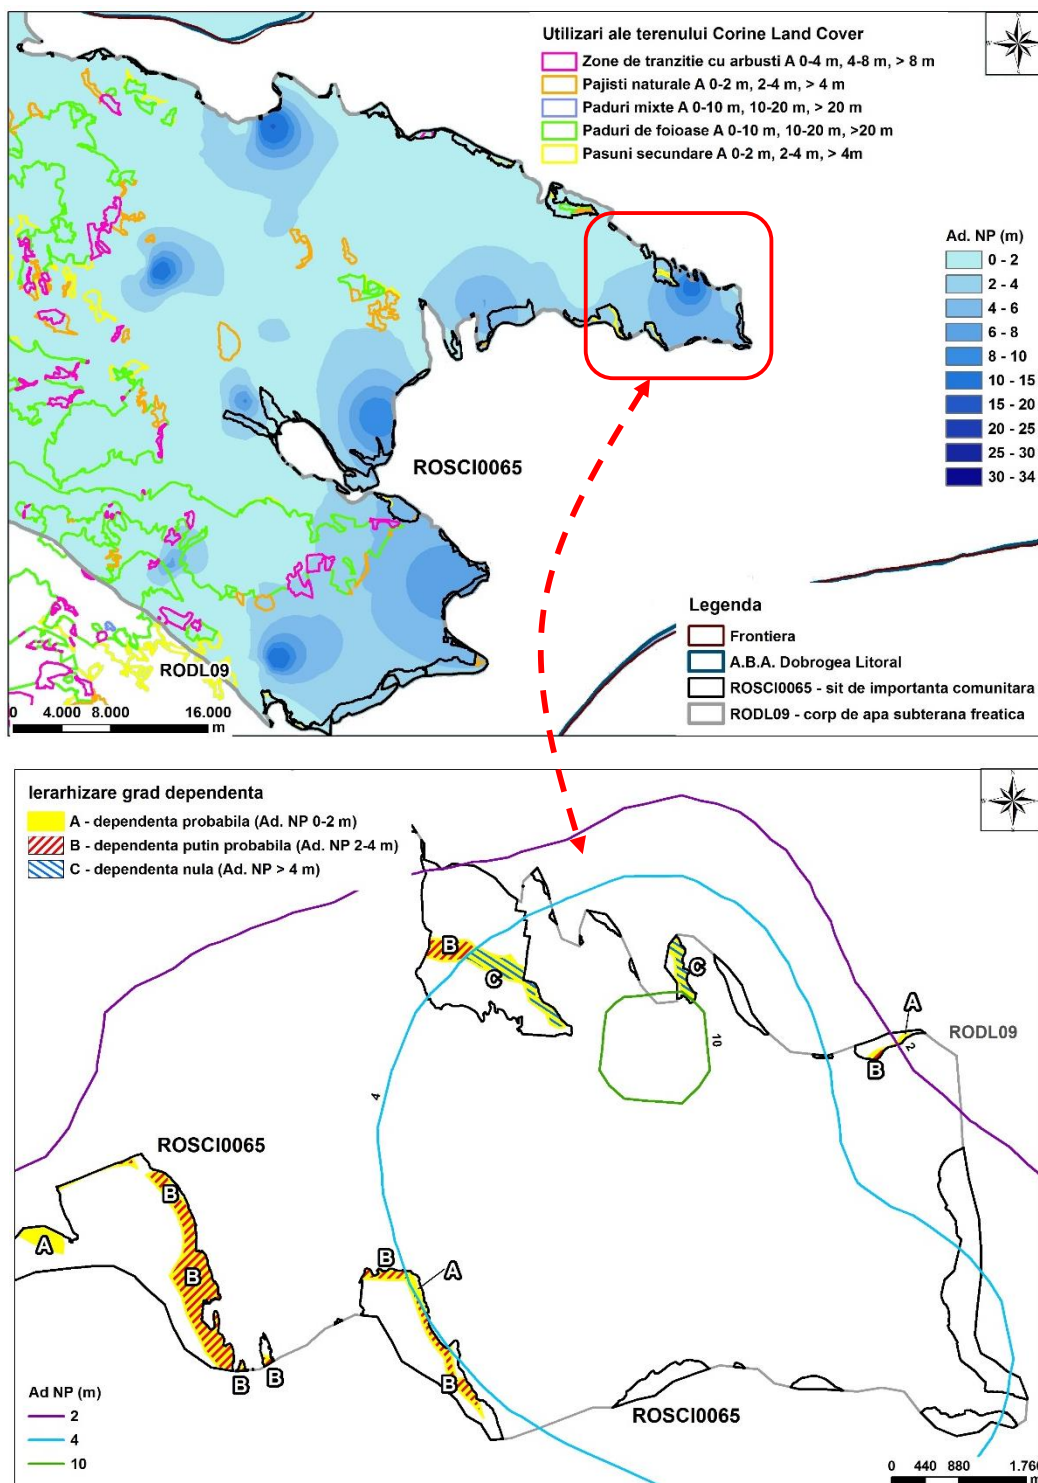 Utilizari ale terenului Corine Land Cover
Zone de tranzitie cu arbusti A 0-4 m, 4-8 m, > 8 m
Pajisti naturale A 0-2 m, 2-4 m, > 4 m
Paduri mixte A 0-10 m, 10-20 m, > 20 m
Paduri de foioase A 0-10 m, 10-20 m, >20 m
Pasuni secundare A 0-2 m, 2-4 m, > 4m
Ad. NP (m)
0 - 2
2 - 4
4 - 6
6 - 8
8 - 10
10 - 15
15 - 20
20 - 25
25 - 30
30 - 34
ROSCI0065
Legenda
Frontiera
A.B.A. Dobrogea Litoral
ROSCI0065 - sit de importanta comunitara
RODL09 - corp de apa subterana freatica
RODL09
0 4.000 8.000 16.000
m
Ierarhizare grad dependenta
A - dependenta probabila (Ad. NP 0-2 m)
B - dependenta putin probabila (Ad. NP 2-4 m)
C - dependenta nula (Ad. NP > 4 m)
B
C
C
A
RODL09
2
B
10
4
ROSCI0065
B
A
B
B
A
B
B
B
ROSCI0065
Ad NP (m)
2
4
10
0 440 880 1.760
m